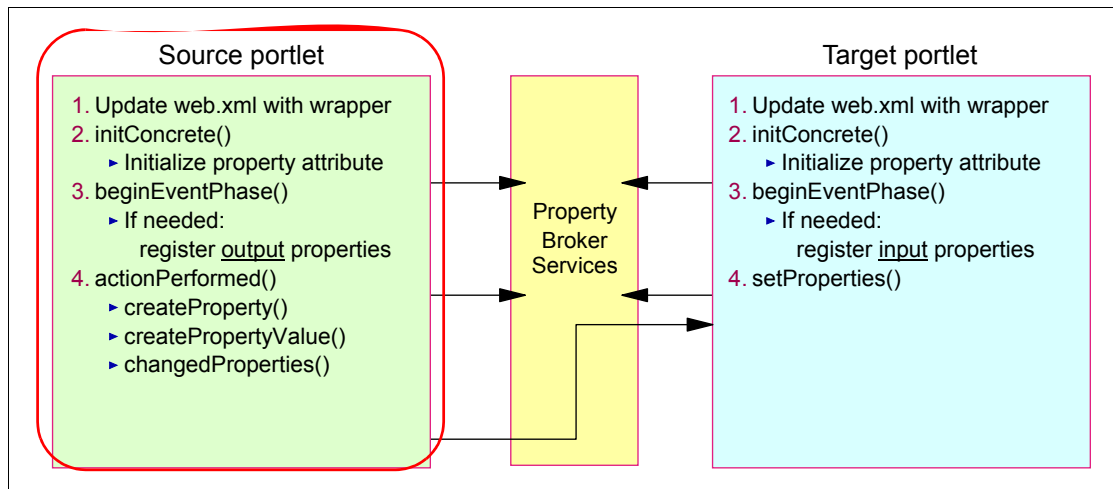 Source portlet
1. Update web.xml with wrapper
2. initConcrete()
► Initialize property attribute
3. beginEventPhase()
► If needed:
register output properties
4. actionPerformed()
► createProperty()
► createPropertyValue()
► changedProperties()
Property
Broker
Services
Target portlet
1. Update web.xml with wrapper
2. initConcrete()
► Initialize property attribute
3. beginEventPhase()
► If needed:
register input properties
4. setProperties()